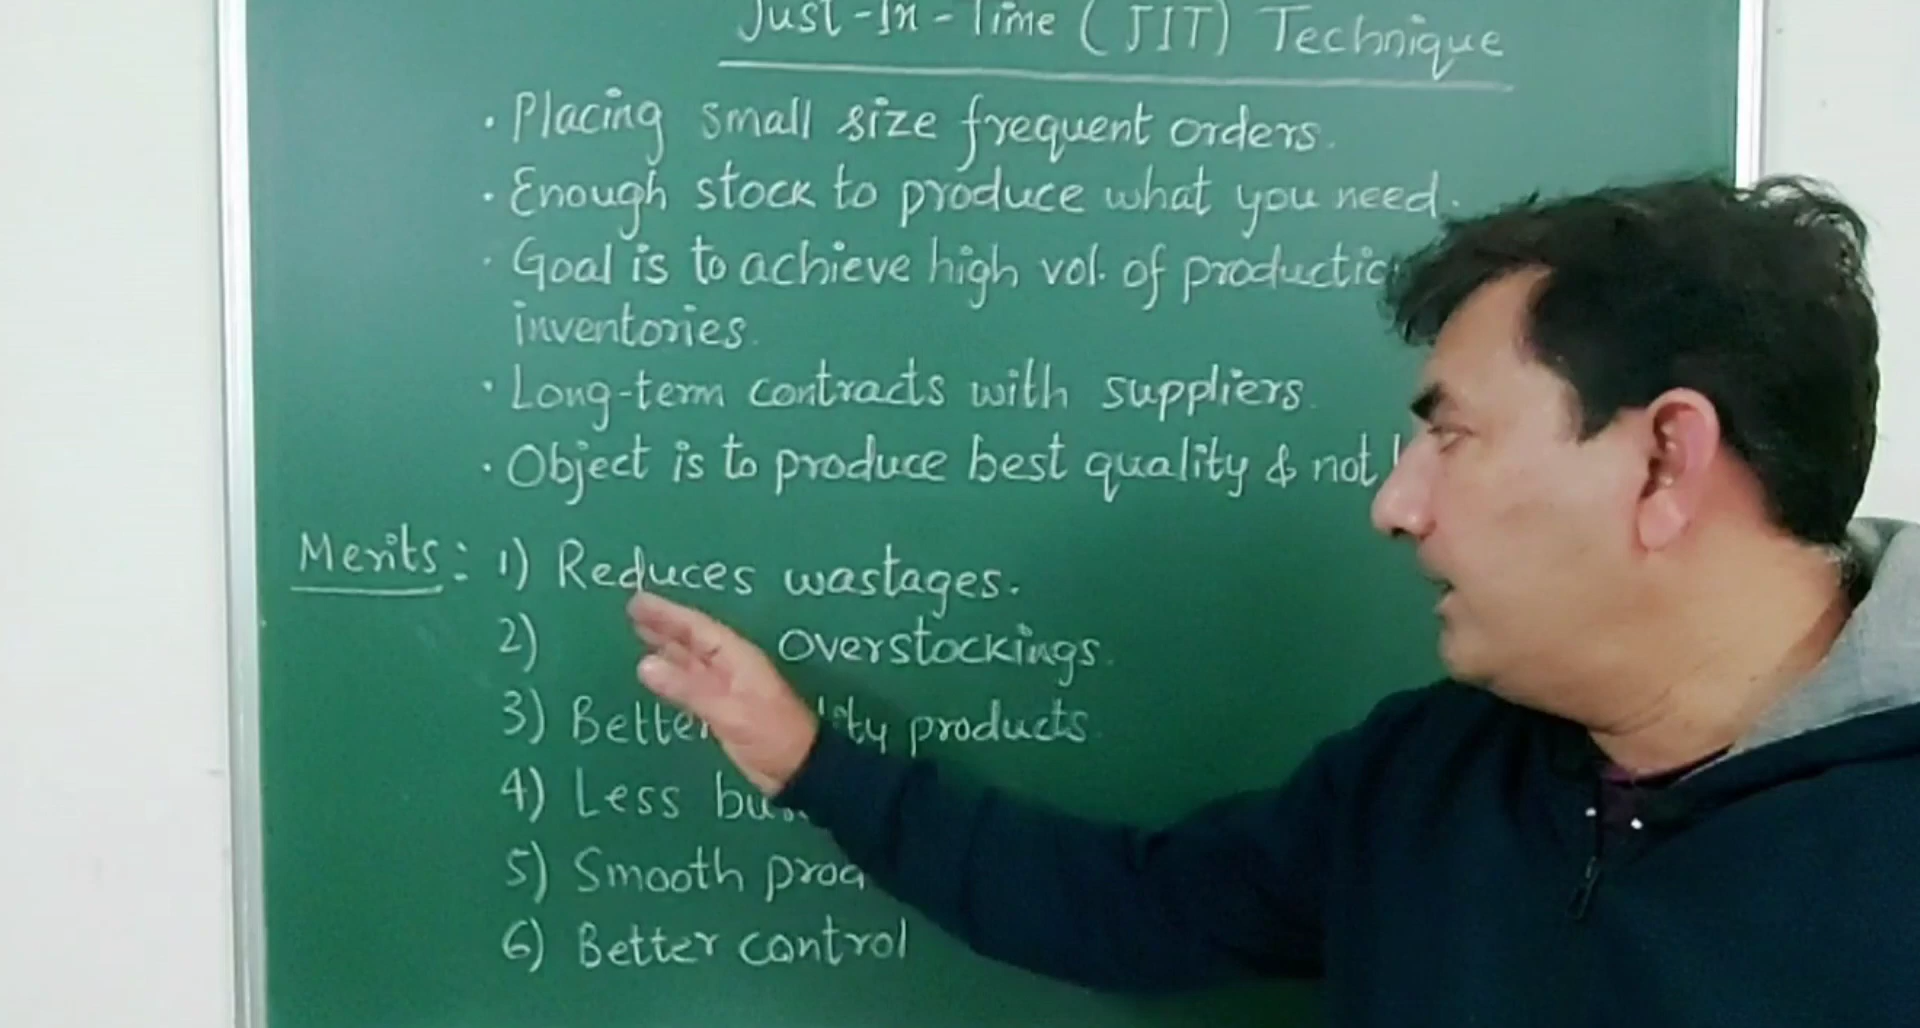 Just-In-Time (JIT) Technique
· Placing small size frequent orders.
· Enough stock to produce what you need.
· Goal is to achieve high vol. of
inventories.
· Long-term contracts with suppliers.
· Object is to produce best quality & not
Merits: 1) Reduces wastages.
2) overstockings.
3) products.
4) Less
5) Smooth
6) Better control